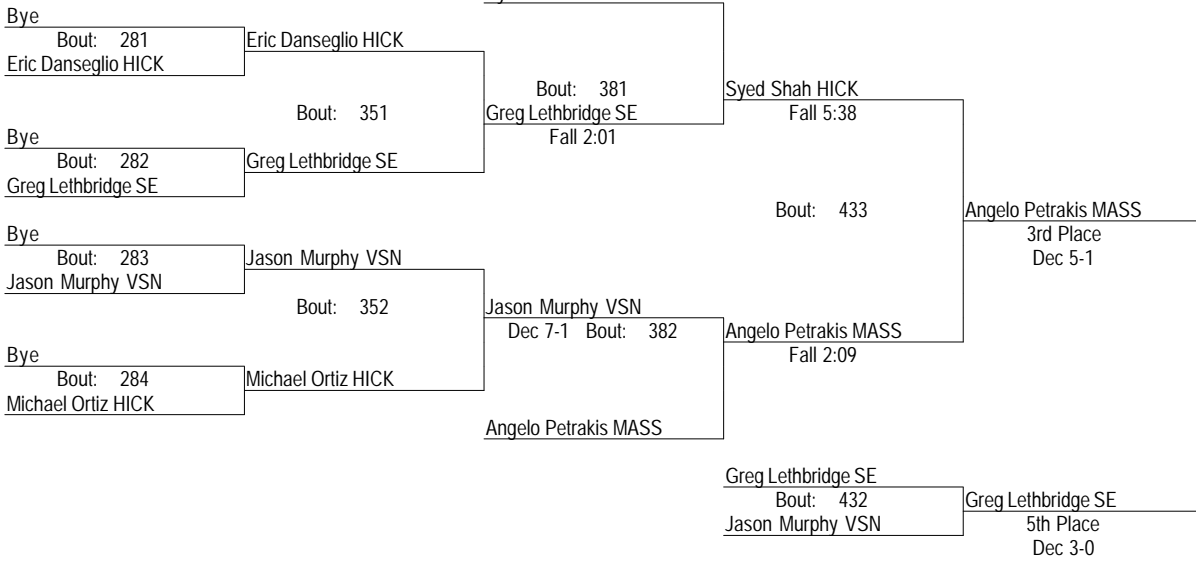 Bye
Bout: 281
Eric Danseglio HICK
Eric Danseglio HICK
Bout: 351
Bye
Bout: 282
Greg Lethbridge SE
Greg Lethbridge SE
Bout: 381
Greg Lethbridge SE
Fall 2:01
Syed Shah HICK
Fall 5:38
Bye
Bout: 283
Jason Murphy VSN
Jason Murphy VSN
Bout: 352
Bye
Bout: 284
Michael Ortiz HICK
Michael Ortiz HICK
Jason Murphy VSN
Dec 7-1 Bout: 382
Angelo Petrakis MASS
Angelo Petrakis MASS
Fall 2:09
Bout: 433
Angelo Petrakis MASS
3rd Place
Dec 5-1
Greg Lethbridge SE
Bout: 432
Jason Murphy VSN
Greg Lethbridge SE
5th Place
Dec 3-0